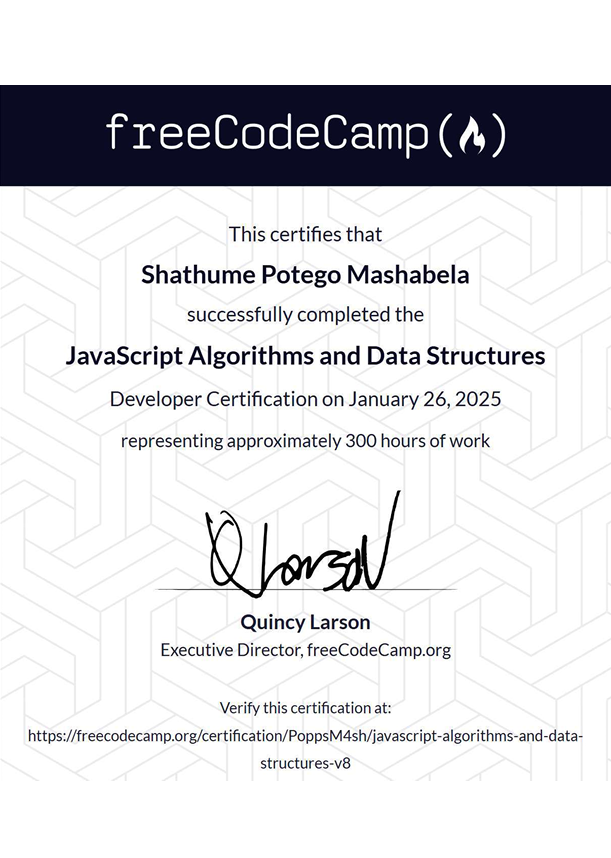 freeCodeCamp
This certifies that
Shathume Potego Mashabela
successfully completed the
JavaScript Algorithms and Data Structures
Developer Certification on January 26, 2025
representing approximately 300 hours of work
Q Larson
Quincy Larson
Executive Director, freeCodeCamp.org
Verify this certification at:
https://freecodecamp.org/certification/PoppsM4sh/javascript-algorithms-and-data-
structures-v8